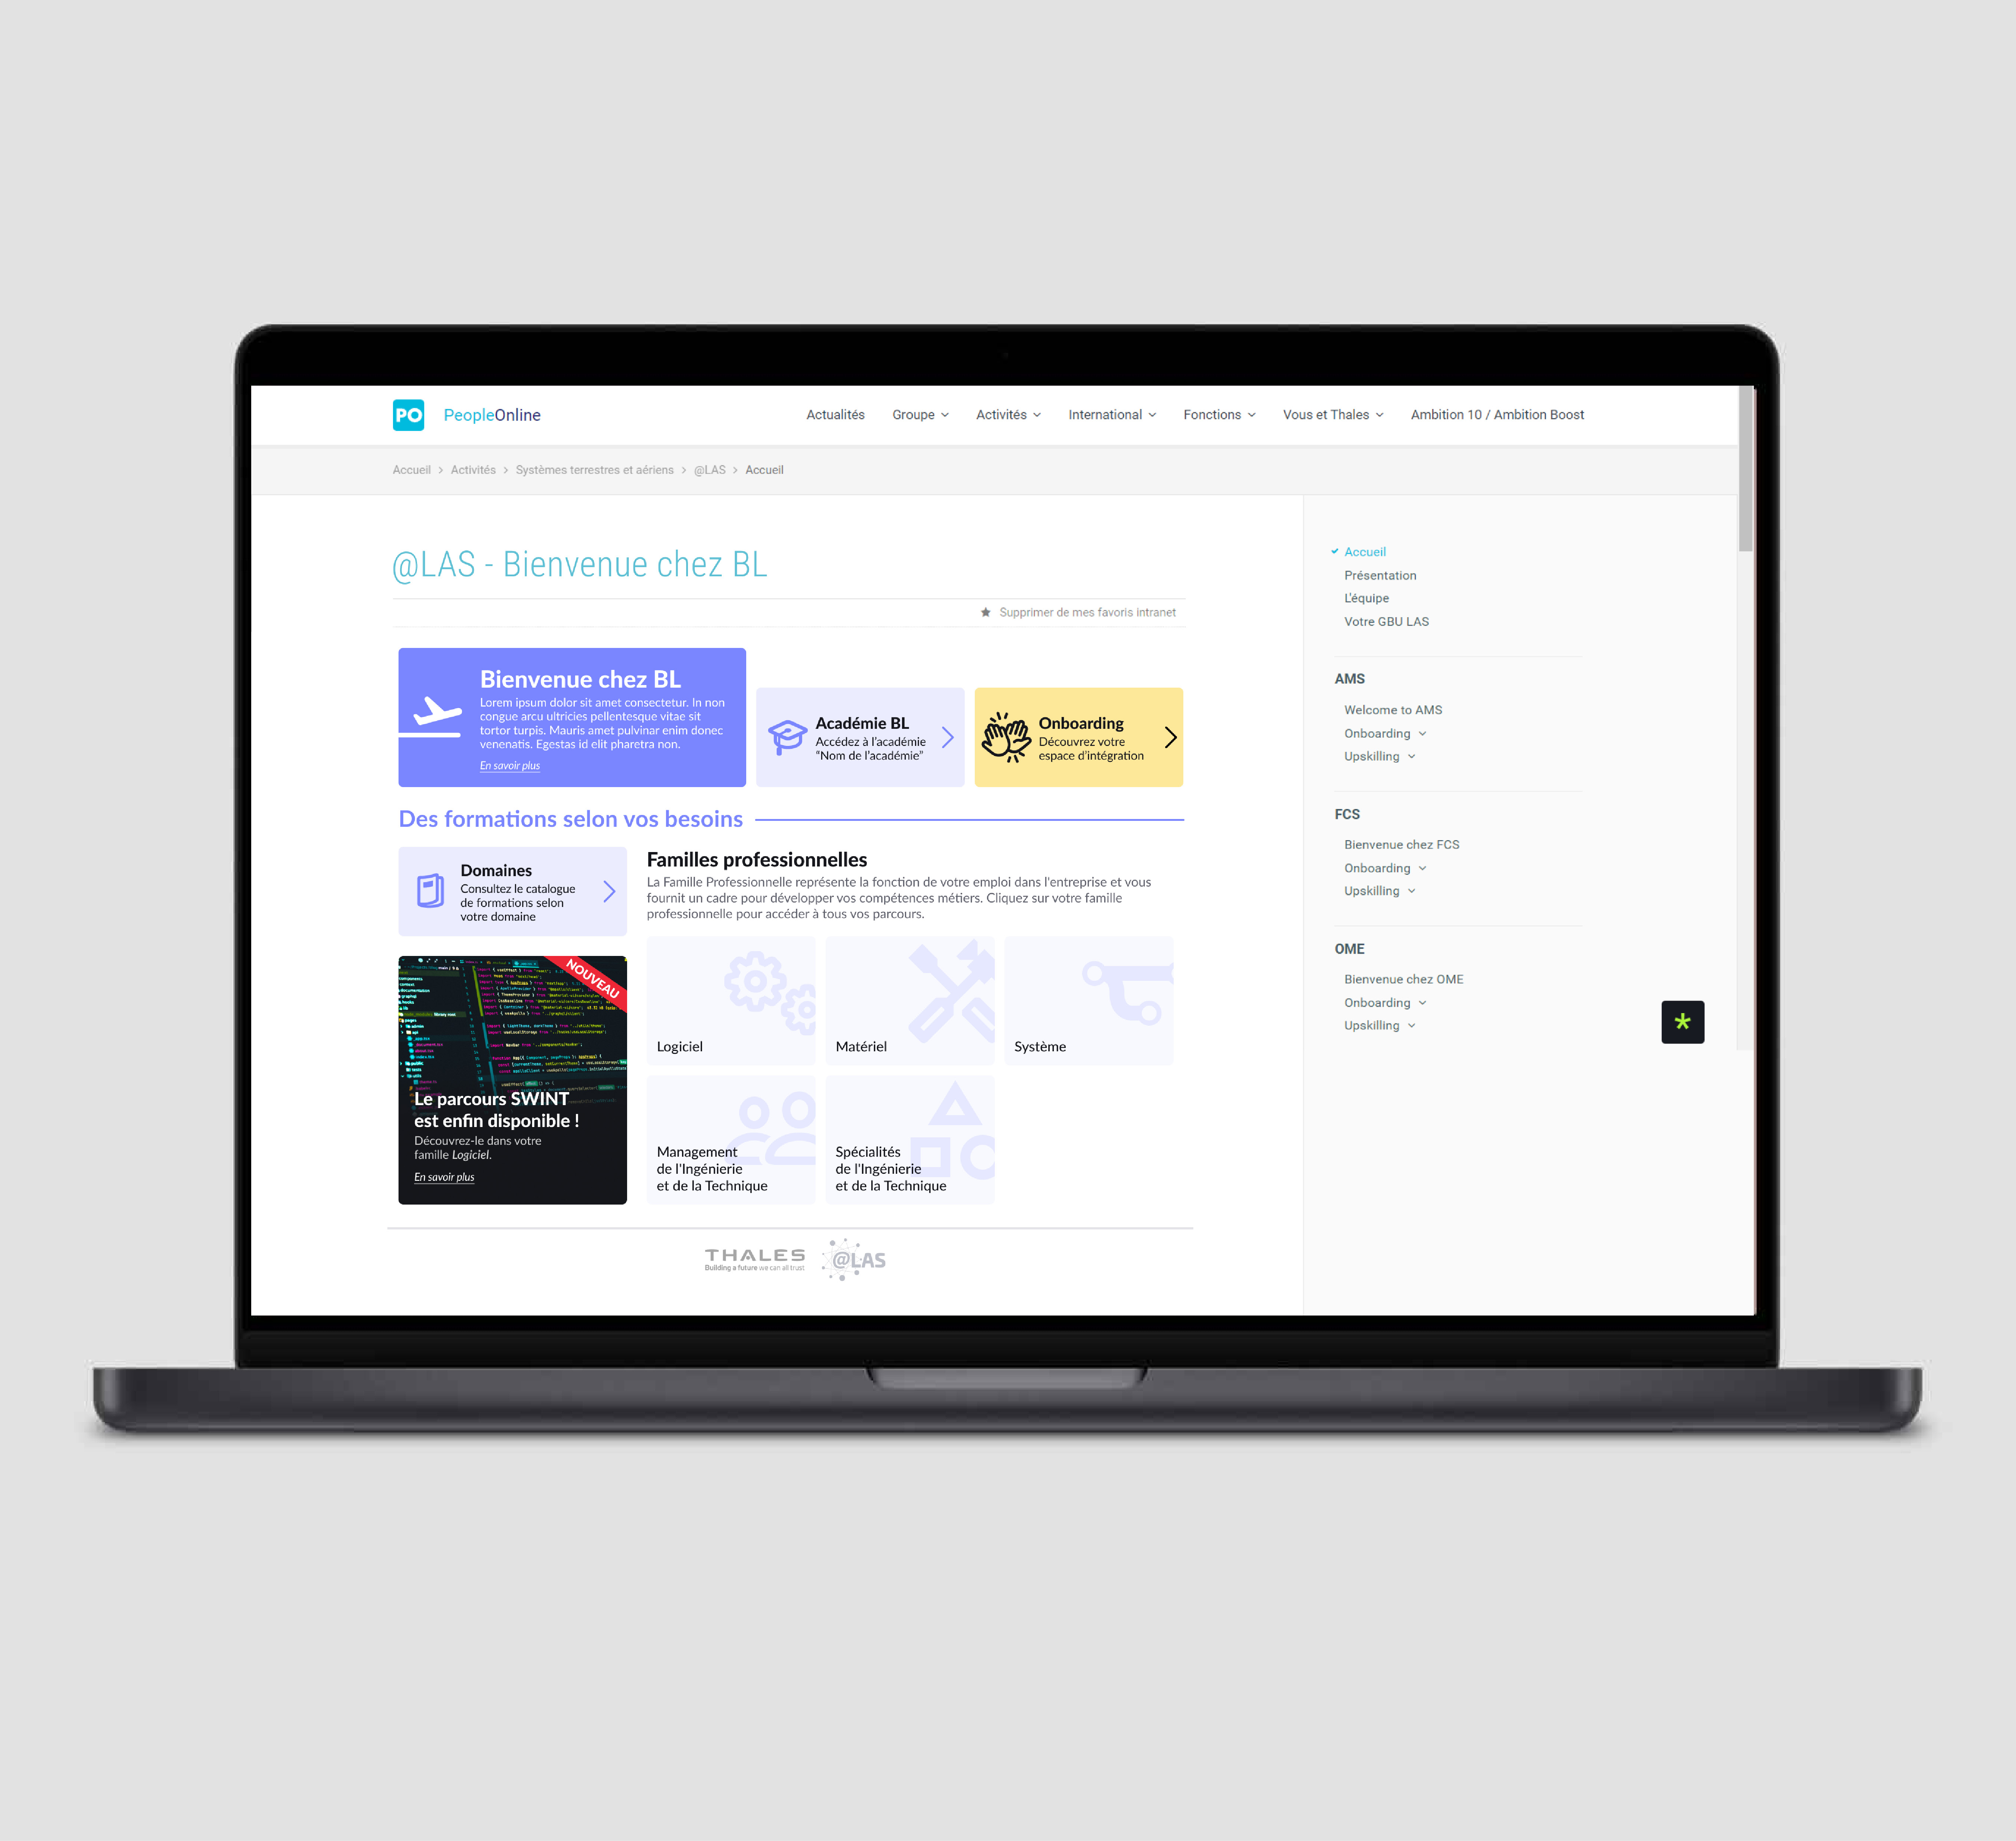 PO PeopleOnline
Actualités Groupe Activités International Fonctions Vous et Thales Ambition 10 / Ambition Boost
Accueil > Activités > Systèmes terrestres et aériens > @LAS > Accueil
@LAS - Bienvenue chez BL
Supprimer de mes favoris intranet
Bienvenue chez BL
Lorem ipsum dolor sit amet consectetur. In non
congue arcu ultricies pellentesque vitae sit
tortor turpis. Mauris amet pulvinar enim donec
venenatis. Egestas id elit pharetra non.
En savoir plus
Académie BL
Accédez à l'académie
“Nom de l'académie”
Onboarding
Découvrez votre
espace d'intégration
Des formations selon vos besoins
Domaines
Consultez le catalogue
de formations selon
votre domaine
NOUVEAU
Le parcours SWINT
est enfin disponible !
Découvrez-le dans votre
famille Logiciel.
En savoir plus
Familles professionnelles
La Famille Professionnelle représente la fonction de votre emploi dans l'entreprise et vous
fournit un cadre pour développer vos compétences métiers. Cliquez sur votre famille
professionnelle pour accéder à tous vos parcours.
Logiciel
Matériel
Système
Management
de l'Ingénierie
et de la Technique
Spécialités
de l'Ingénierie
et de la Technique
THALES
Building a future we can all trust
@LAS
Accueil
Présentation
L'équipe
Votre GBU LAS
AMS
Welcome to AMS
Onboarding
Upskilling
FCS
Bienvenue chez FCS
Onboarding
Upskilling
OME
Bienvenue chez OME
Onboarding
Upskilling
*